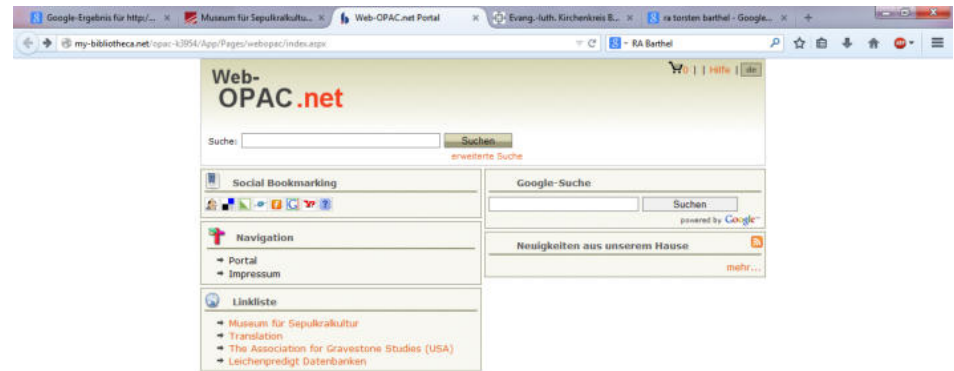 Google-Ergebnis für http:/...
Museum für Sepulkralkultu...
Web-OPAC.net Portal
Evang.-luth. Kirchenkreis B...
ra torsten barthel - Google...
my-bibliotheca.net/opac-k3954/App/Pages/webopac/index.aspx
RA Barthel
Web-
OPAC.net
0 | | Hilfe | de
Suche:
Suchen
erweiterte Suche
Social Bookmarking
Navigation
Portal
Impressum
Linkliste
Museum für Sepulkralkultur
Translation
The Association for Gravestone Studies (USA)
Leichenpredigt Datenbanken
Google-Suche
Suchen
powered by Google™
Neuigkeiten aus unserem Hause
mehr...